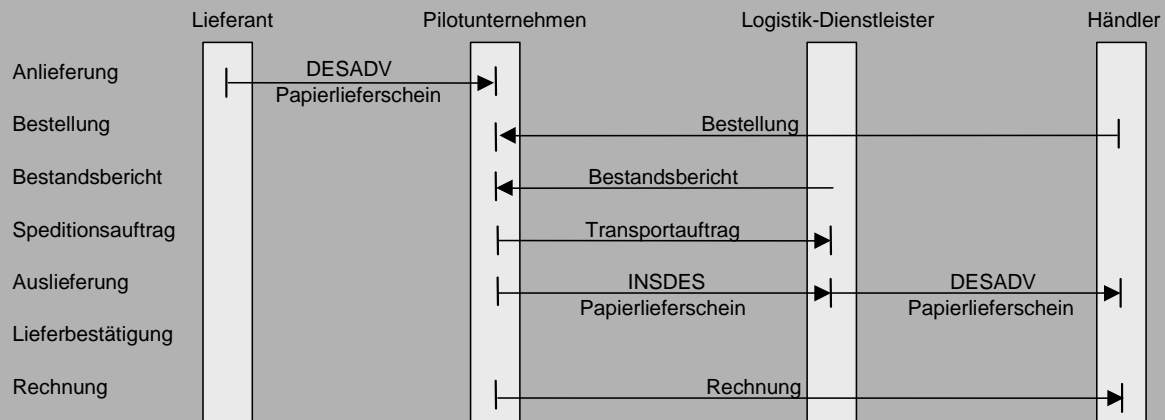 Lieferant Pilotunternehmen Logistik-Dienstleister Händler
Anlieferung DESADV
Papierlieferschein
Bestellung Bestellung
Bestandsbericht Bestandsbericht
Speditionsauftrag Transportauftrag
Auslieferung INSDES DESADV
Papierlieferschein Papierlieferschein
Lieferbestätigung
Rechnung Rechnung